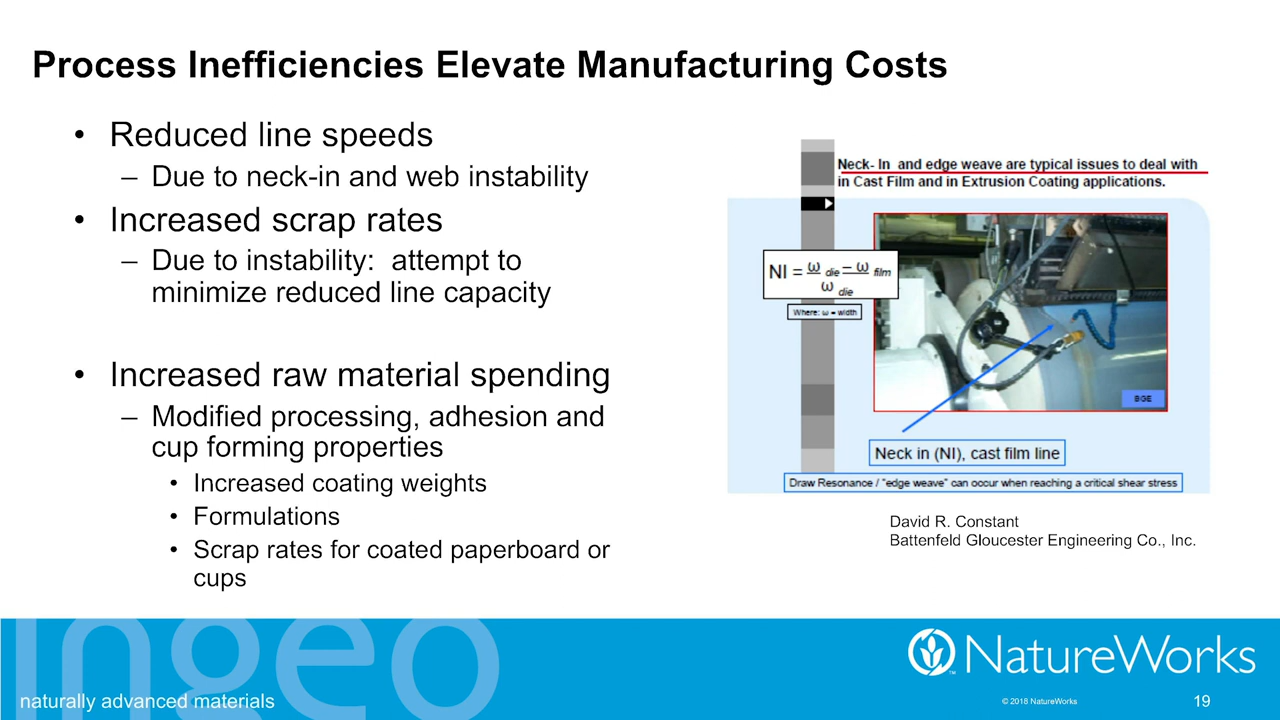 Process Inefficiencies Elevate Manufacturing Costs
• Reduced line speeds
– Due to neck-in and web instability
• Increased scrap rates
– Due to instability: attempt to
minimize reduced line capacity
• Increased raw material spending
– Modified processing, adhesion and
cup forming properties
• Increased coating weights
• Formulations
• Scrap rates for coated paperboard or
cups
Neck- In and edge weave are typical issues to deal with
in Cast Film and in Extrusion Coating applications.
NI = ω die – ω film
ω die
Where: ω = width
BGE
Neck in (NI), cast film line
Draw Resonance / "edge weave" can occur when reaching a critical shear stress
David R. Constant
Battenfeld Gloucester Engineering Co., Inc.
Ingeo
naturally advanced materials
NatureWorks
TM
© 2018 NatureWorks
19